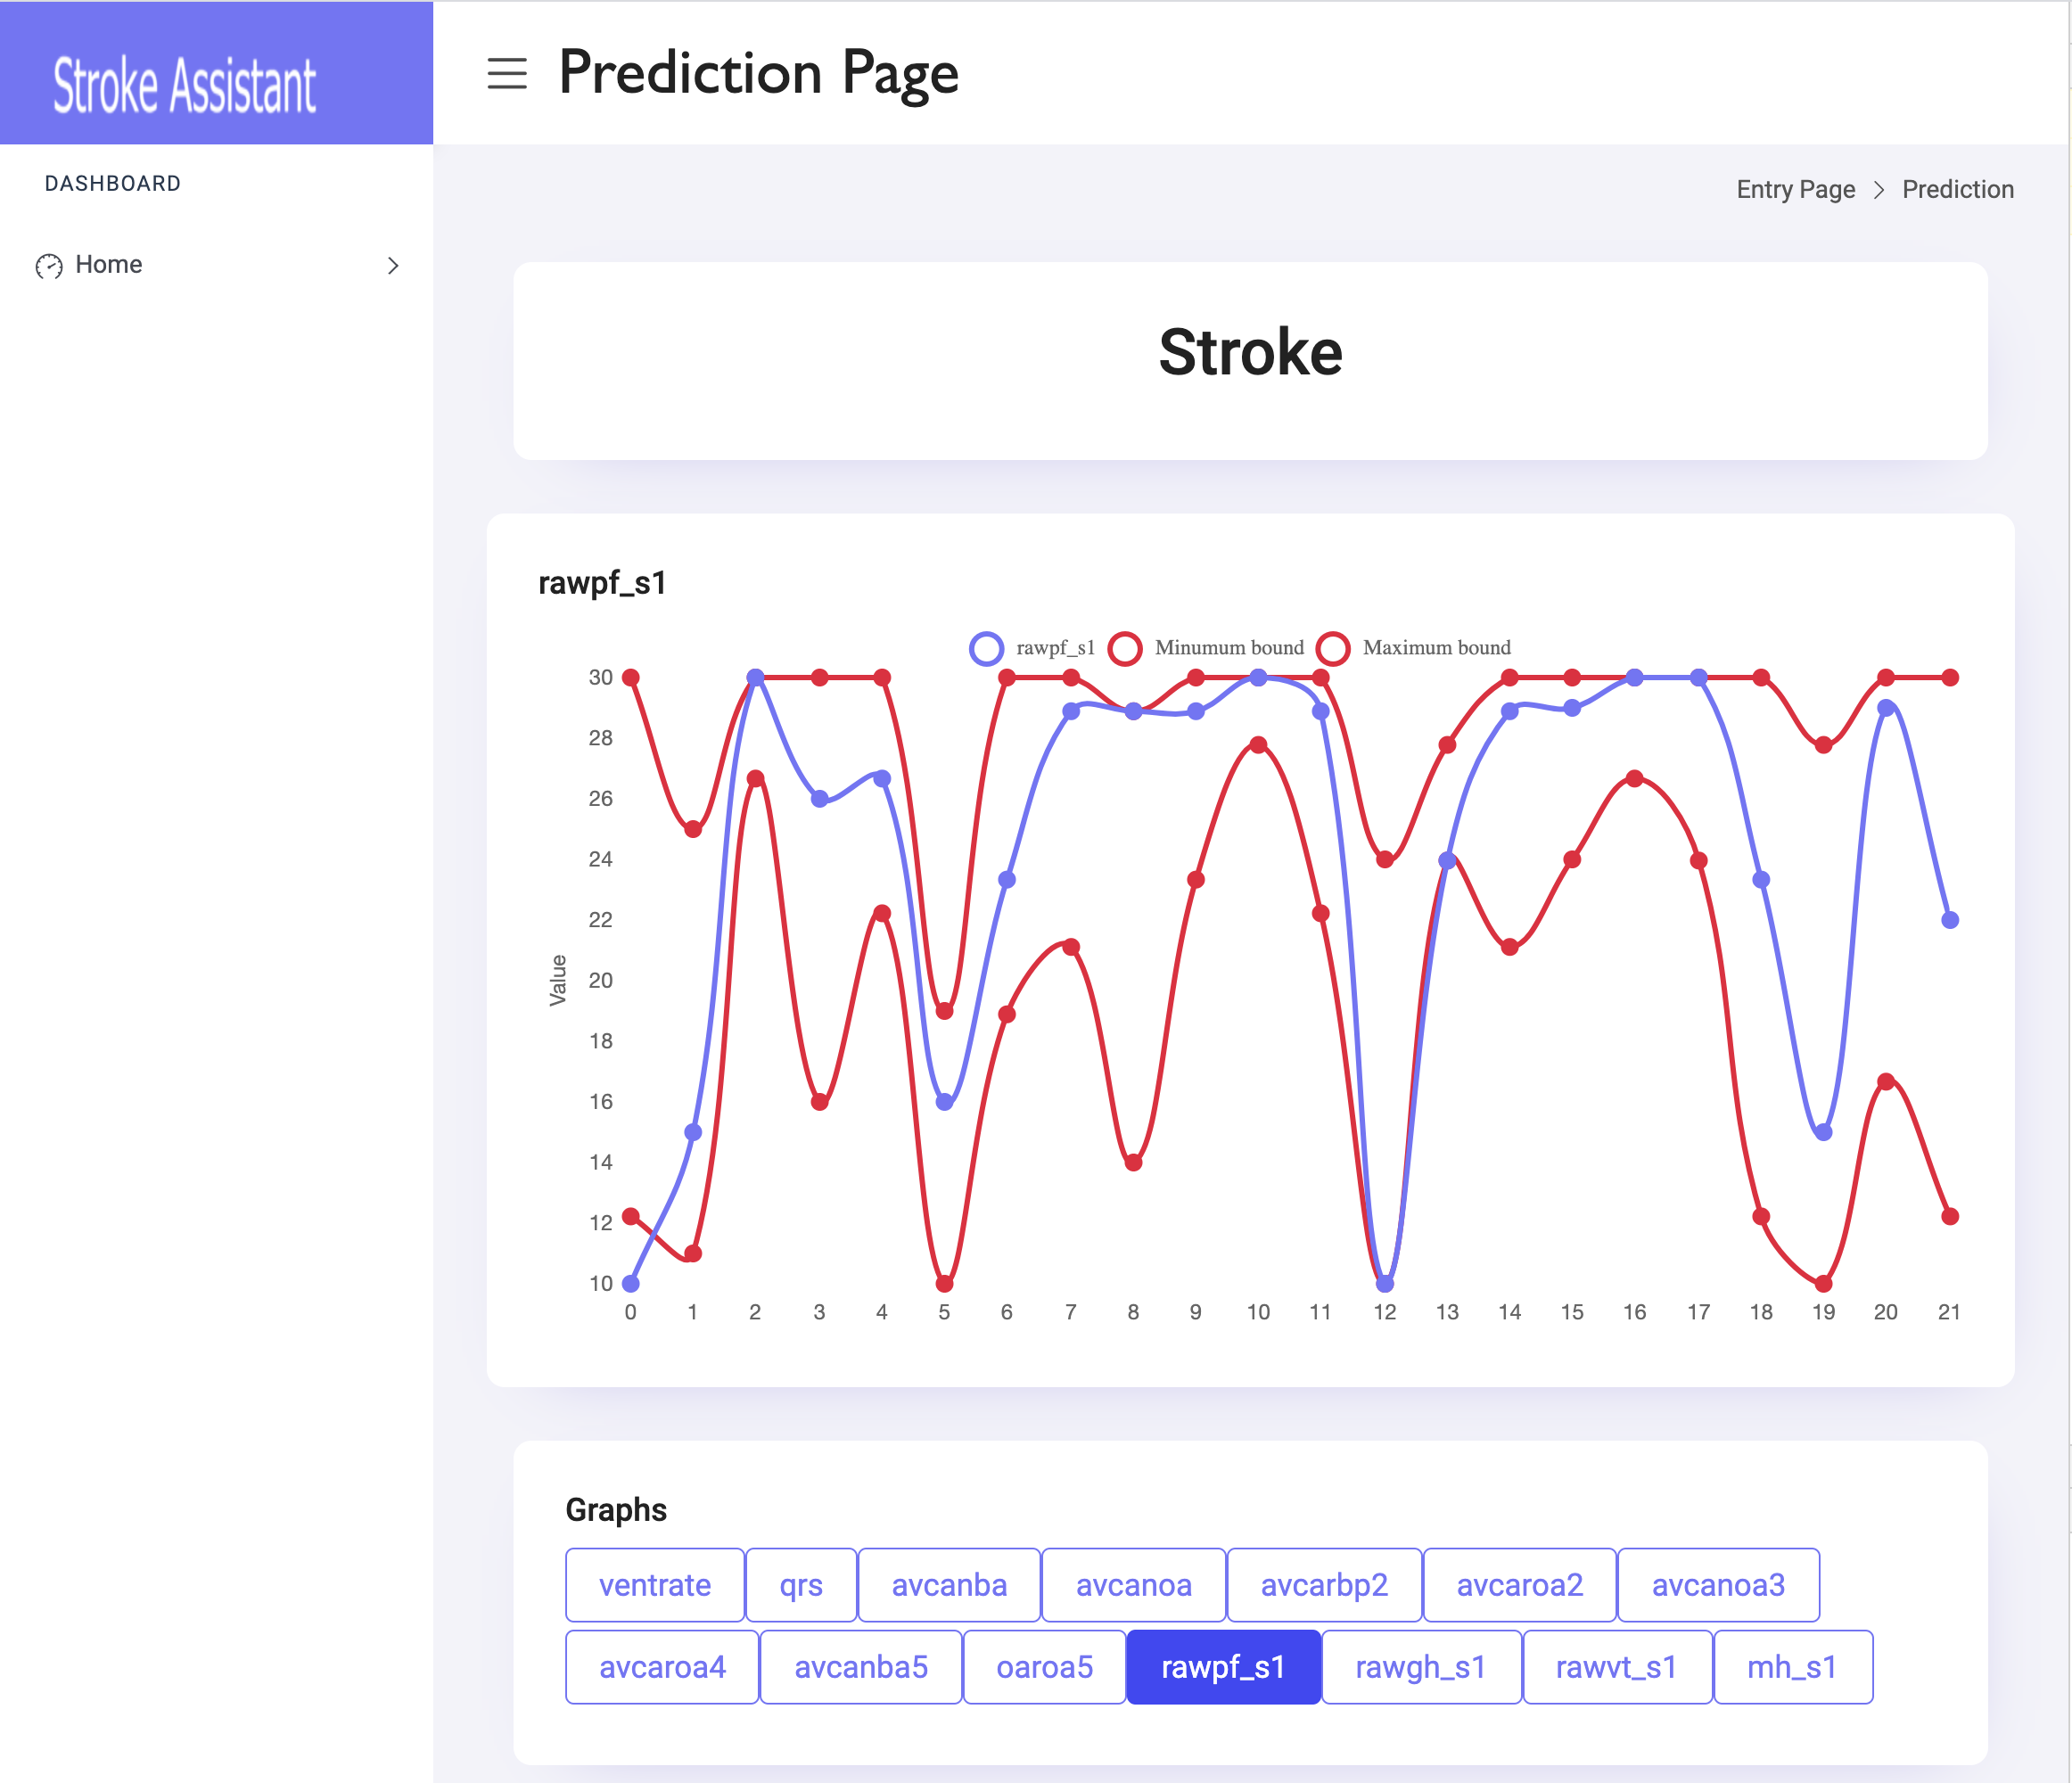 Stroke Assistant
Prediction Page
DASHBOARD
Entry Page > Prediction
Home
Stroke
rawpf_s1
rawpf_s1 Minumum bound Maximum bound
30
28
26
24
22
20
18
16
14
12
10
Value
0 1 2 3 4 5 6 7 8 9 10 11 12 13 14 15 16 17 18 19 20 21
Graphs
ventrate qrs avcanba avcanoa avcarbp2 avcaroa2 avcanoa3
avcaroa4 avcanba5 oaroa5 rawpf_s1 rawgh_s1 rawvt_s1 mh_s1